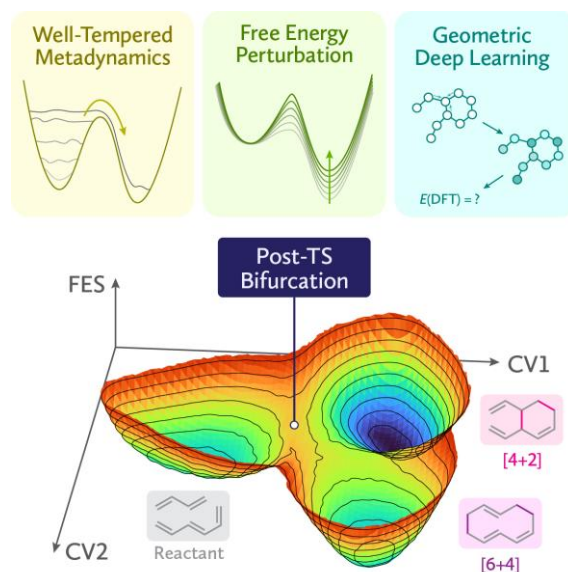 Well-Tempered
Metadynamics
Free Energy
Perturbation
Geometric
Deep Learning
E(DFT) = ?
Post-TS
Bifurcation
FES
CV1
[4+2]
Reactant
CV2
[6+4]